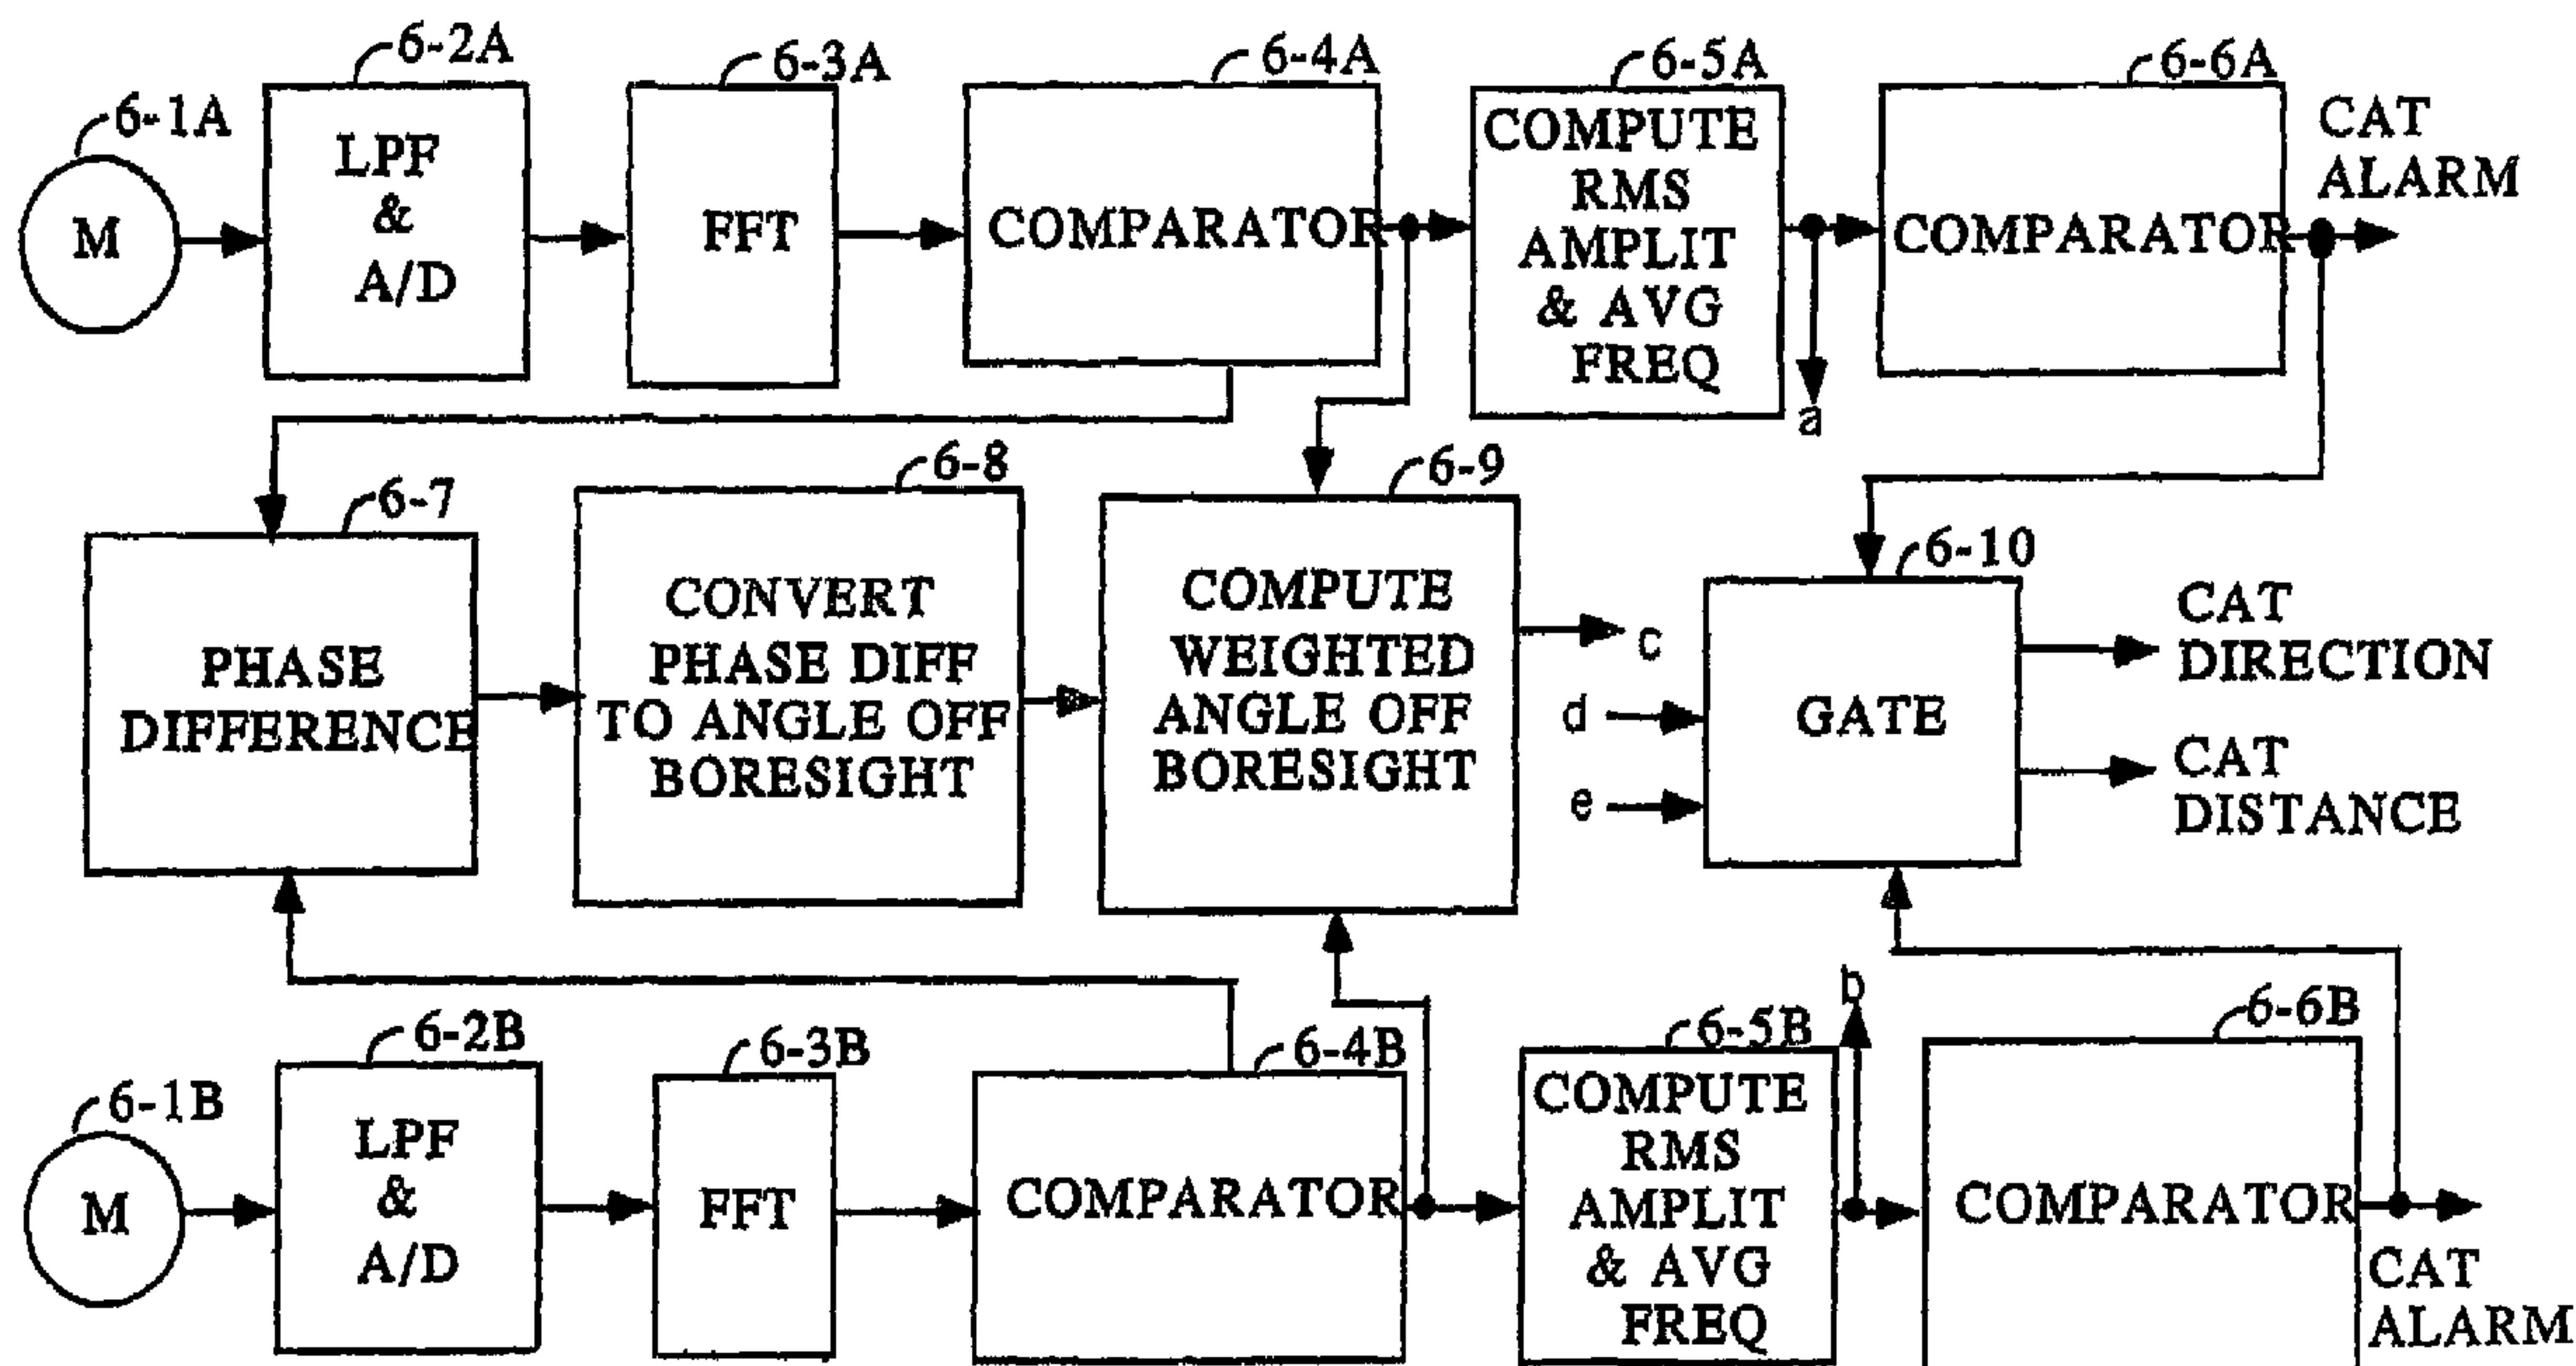 6-2A
6-3A
6-4A
6-5A
6-6A
6-1A
M
LPF
&
A/D
FFT
COMPARATOR
COMPUTE
RMS
AMPLIT
& AVG
FREQ
COMPARATOR
CAT
ALARM
a
6-7
6-8
6-9
6-10
PHASE
DIFFERENCE
CONVERT
PHASE DIFF
TO ANGLE OFF
BORESIGHT
COMPUTE
WEIGHTED
ANGLE OFF
BORESIGHT
c
d
e
GATE
CAT
DIRECTION
CAT
DISTANCE
b
6-2B
6-3B
6-4B
6-5B
6-6B
6-1B
M
LPF
&
A/D
FFT
COMPARATOR
COMPUTE
RMS
AMPLIT
& AVG
FREQ
COMPARATOR
CAT
ALARM